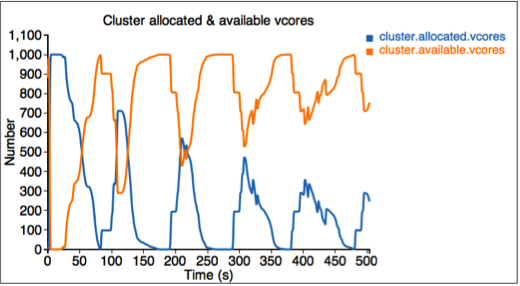 Cluster allocated & available vcores
cluster.allocated.vcores
cluster.available.vcores
Number
1,100
1,000
900
800
700
600
500
400
300
200
100
0
0 50 100 150 200 250 300 350 400 450 500
Time (s)